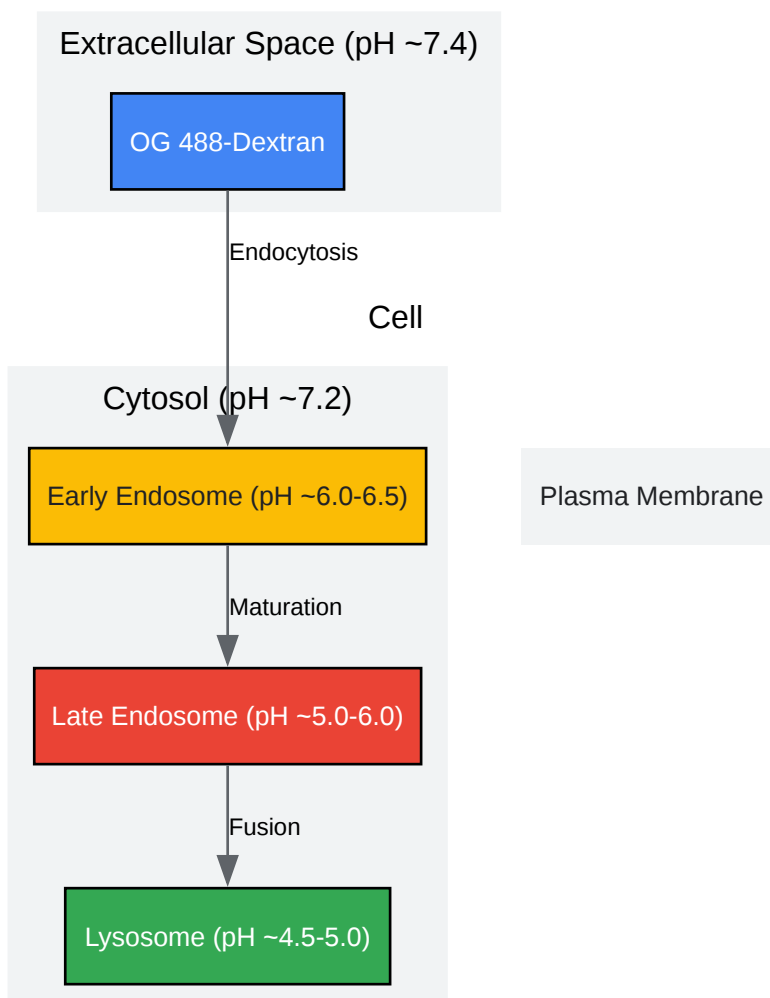 Extracellular Space (pH ~7.4)
OG 488-Dextran
Endocytosis
Cell
Cytosol (pH ~7.2)
Early Endosome (pH ~6.0-6.5)
Plasma Membrane
Maturation
Late Endosome (pH ~5.0-6.0)
Fusion
Lysosome (pH ~4.5-5.0)